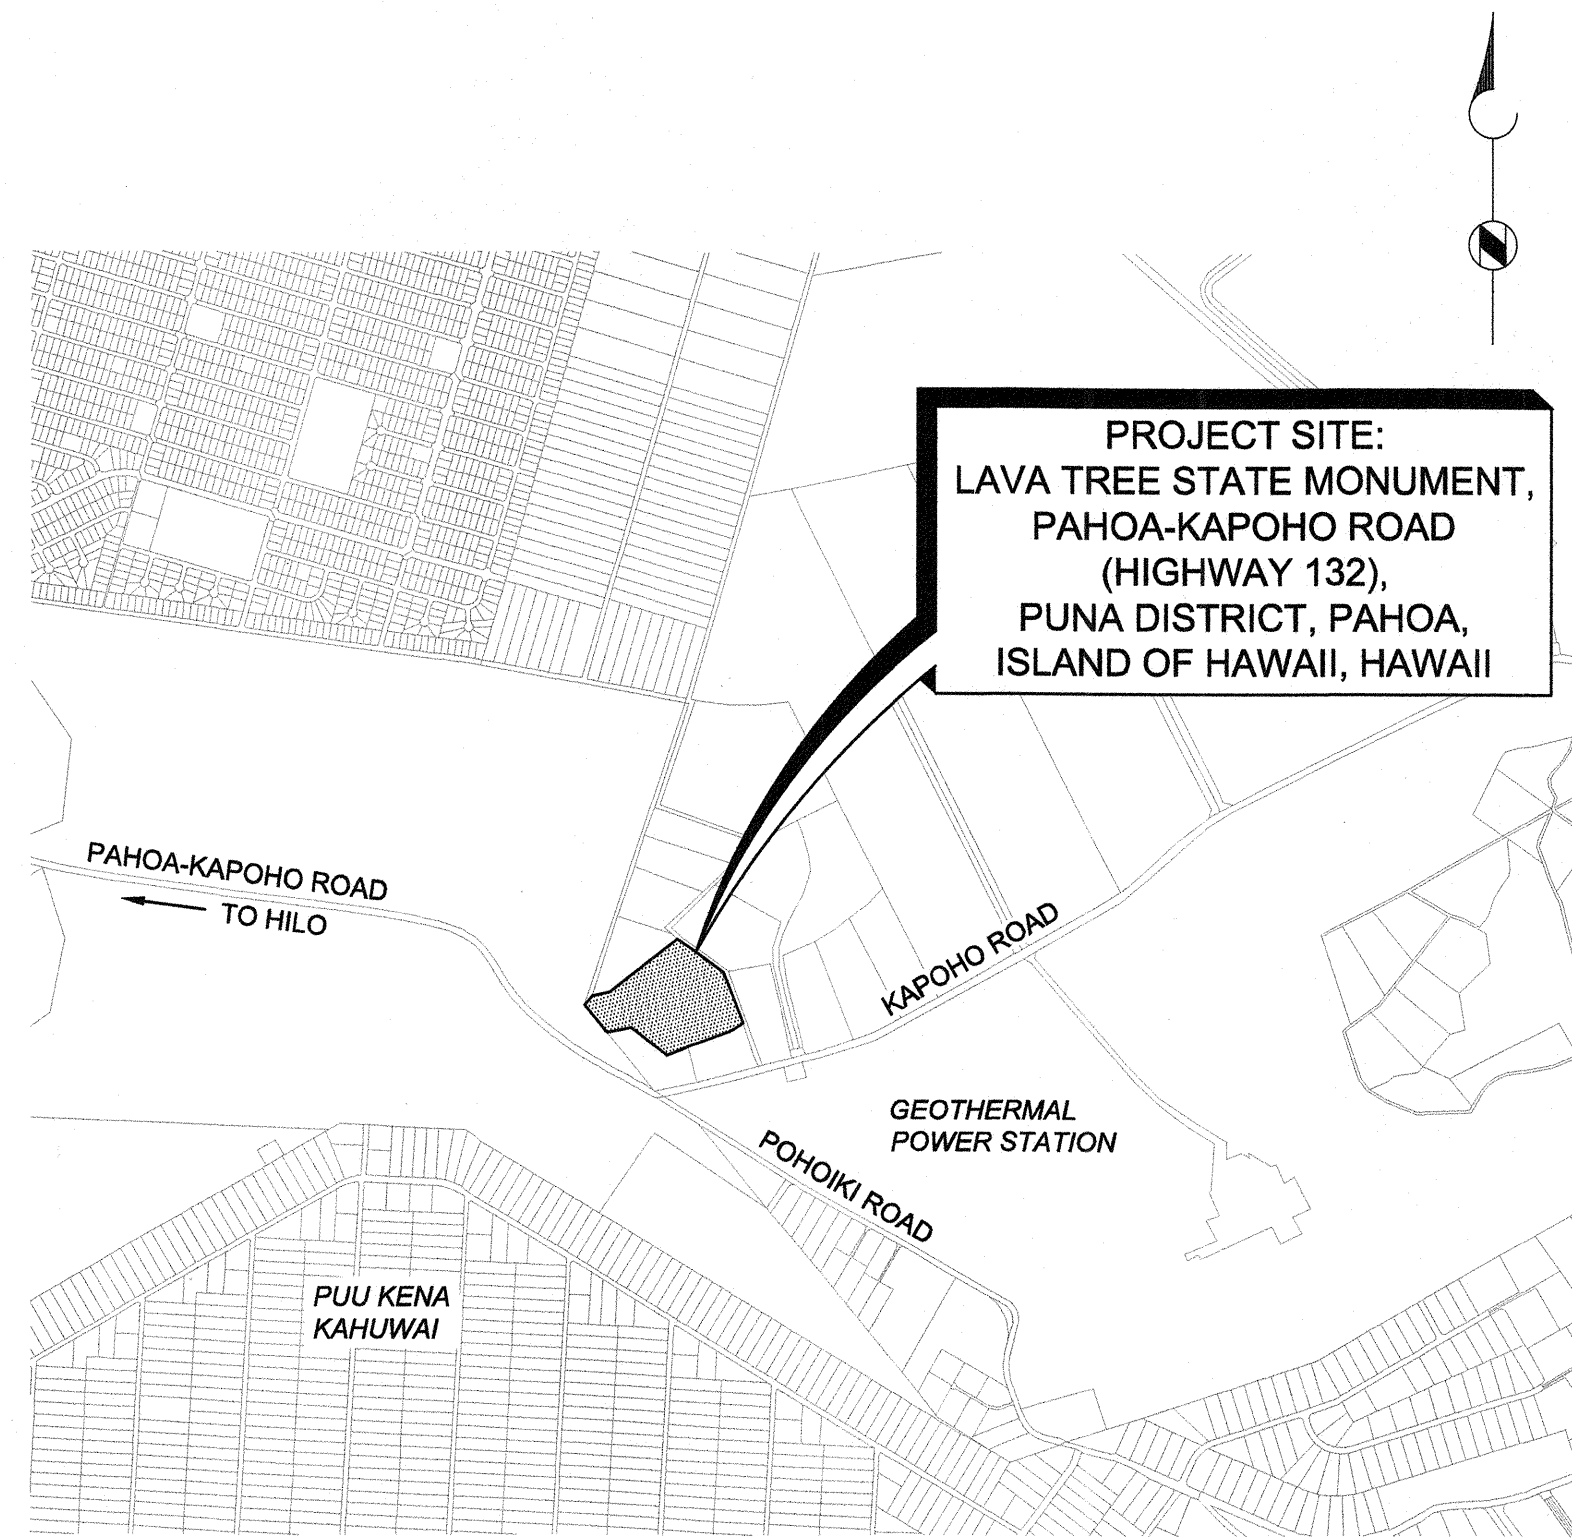 N
PROJECT SITE:
LAVA TREE STATE MONUMENT,
PAHOA-KAPOHO ROAD
(HIGHWAY 132),
PUNA DISTRICT, PAHOA,
ISLAND OF HAWAII, HAWAII
PAHOA-KAPOHO ROAD
TO HILO
KAPOHO ROAD
GEOTHERMAL
POWER STATION
POHOIKI ROAD
PUU KENA
KAHUWAI